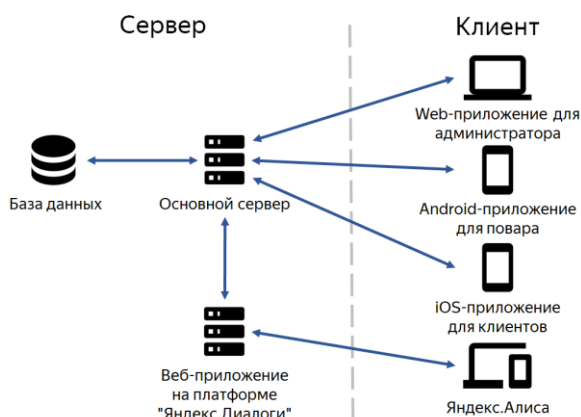 Сервер
Клиент
База данных
Основной сервер
Веб-приложение
на платформе
"Яндекс.Диалоги"
Web-приложение для
администратора
Android-приложение
для повара
iOS-приложение
для клиентов
Яндекс.Алиса